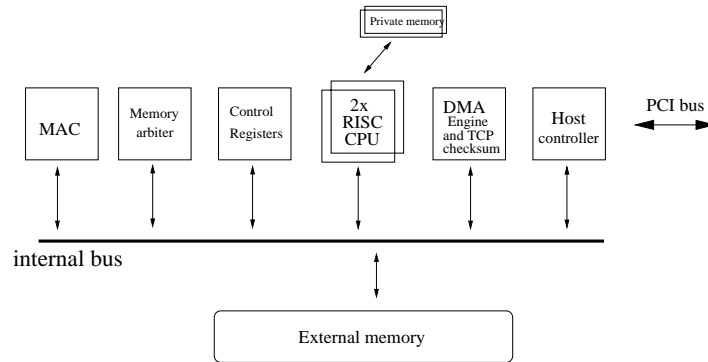 Private memory
MAC
Memory
arbiter
Control
Registers
2x
RISC
CPU
DMA
Engine
and TCP
checksum
Host
controller
PCI bus
internal bus
External memory